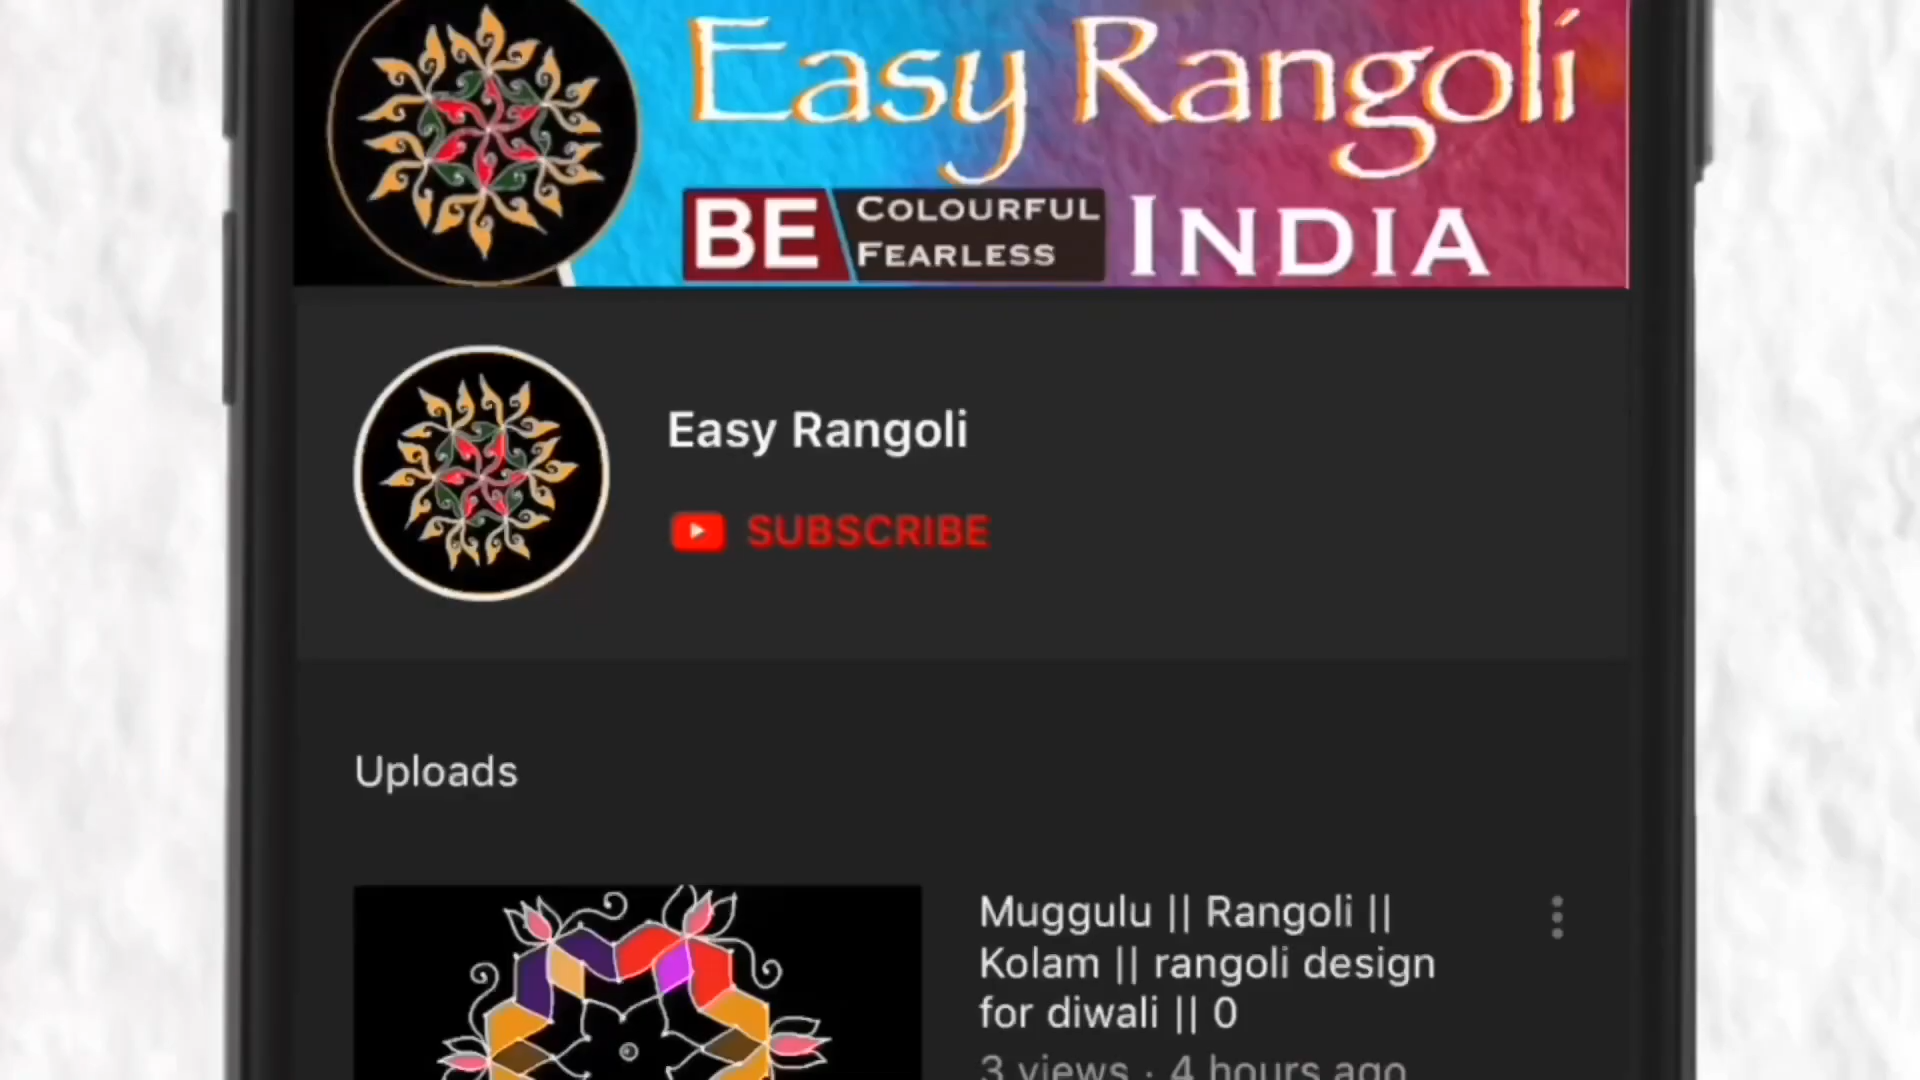 Easy Rangoli
BE COLOURFUL FEARLESS INDIA
Easy Rangoli
SUBSCRIBE
Uploads
Muggulu || Rangoli ||
Kolam || rangoli design
for diwali || 0
3 views · 4 hours ago